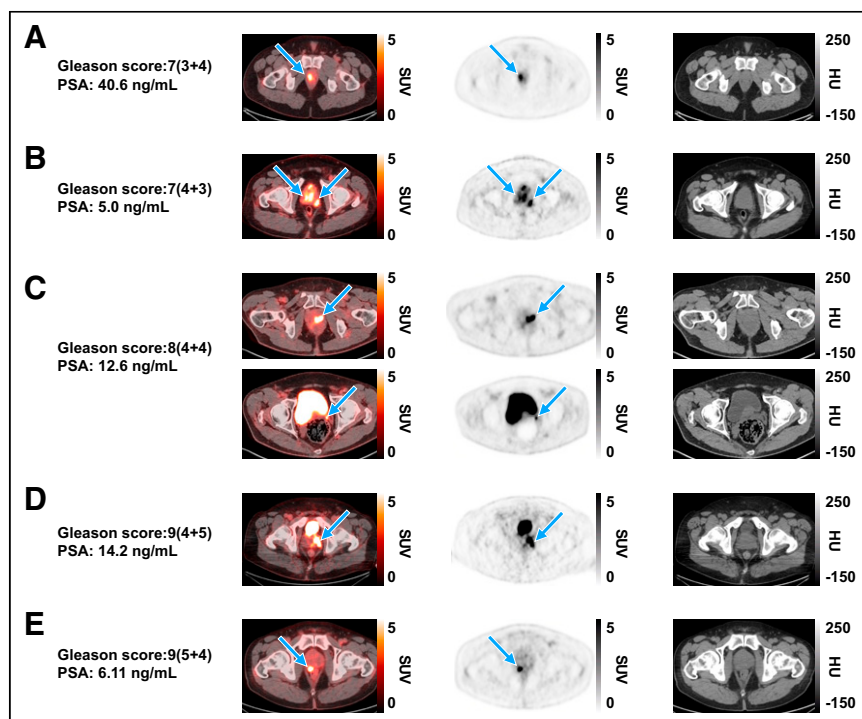 A
Gleason score:7(3+4)
PSA: 40.6 ng/mL
5
SUV
0
5
SUV
0
250
HU
-150
B
Gleason score:7(4+3)
PSA: 5.0 ng/mL
5
SUV
0
5
SUV
0
250
HU
-150
C
Gleason score:8(4+4)
PSA: 12.6 ng/mL
5
SUV
0
5
SUV
0
250
HU
-150
5
SUV
0
5
SUV
0
250
HU
-150
D
Gleason score:9(4+5)
PSA: 14.2 ng/mL
5
SUV
0
5
SUV
0
250
HU
-150
E
Gleason score:9(5+4)
PSA: 6.11 ng/mL
5
SUV
0
5
SUV
0
250
HU
-150